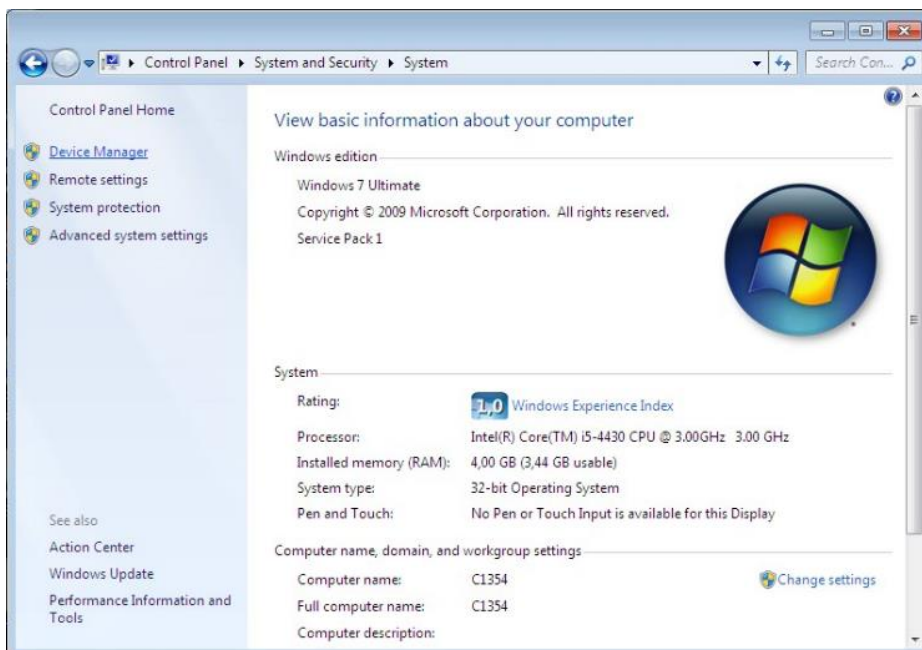 Control Panel ▸ System and Security ▸ System
Search Con...
Control Panel Home
Device Manager
Remote settings
System protection
Advanced system settings
See also
Action Center
Windows Update
Performance Information and
Tools
View basic information about your computer
Windows edition
Windows 7 Ultimate
Copyright © 2009 Microsoft Corporation. All rights reserved.
Service Pack 1
System
Rating: 1,0 Windows Experience Index
Processor: Intel(R) Core(TM) i5-4430 CPU @ 3.00GHz 3.00 GHz
Installed memory (RAM): 4,00 GB (3,44 GB usable)
System type: 32-bit Operating System
Pen and Touch: No Pen or Touch Input is available for this Display
Computer name, domain, and workgroup settings
Computer name: C1354 Change settings
Full computer name: C1354
Computer description: